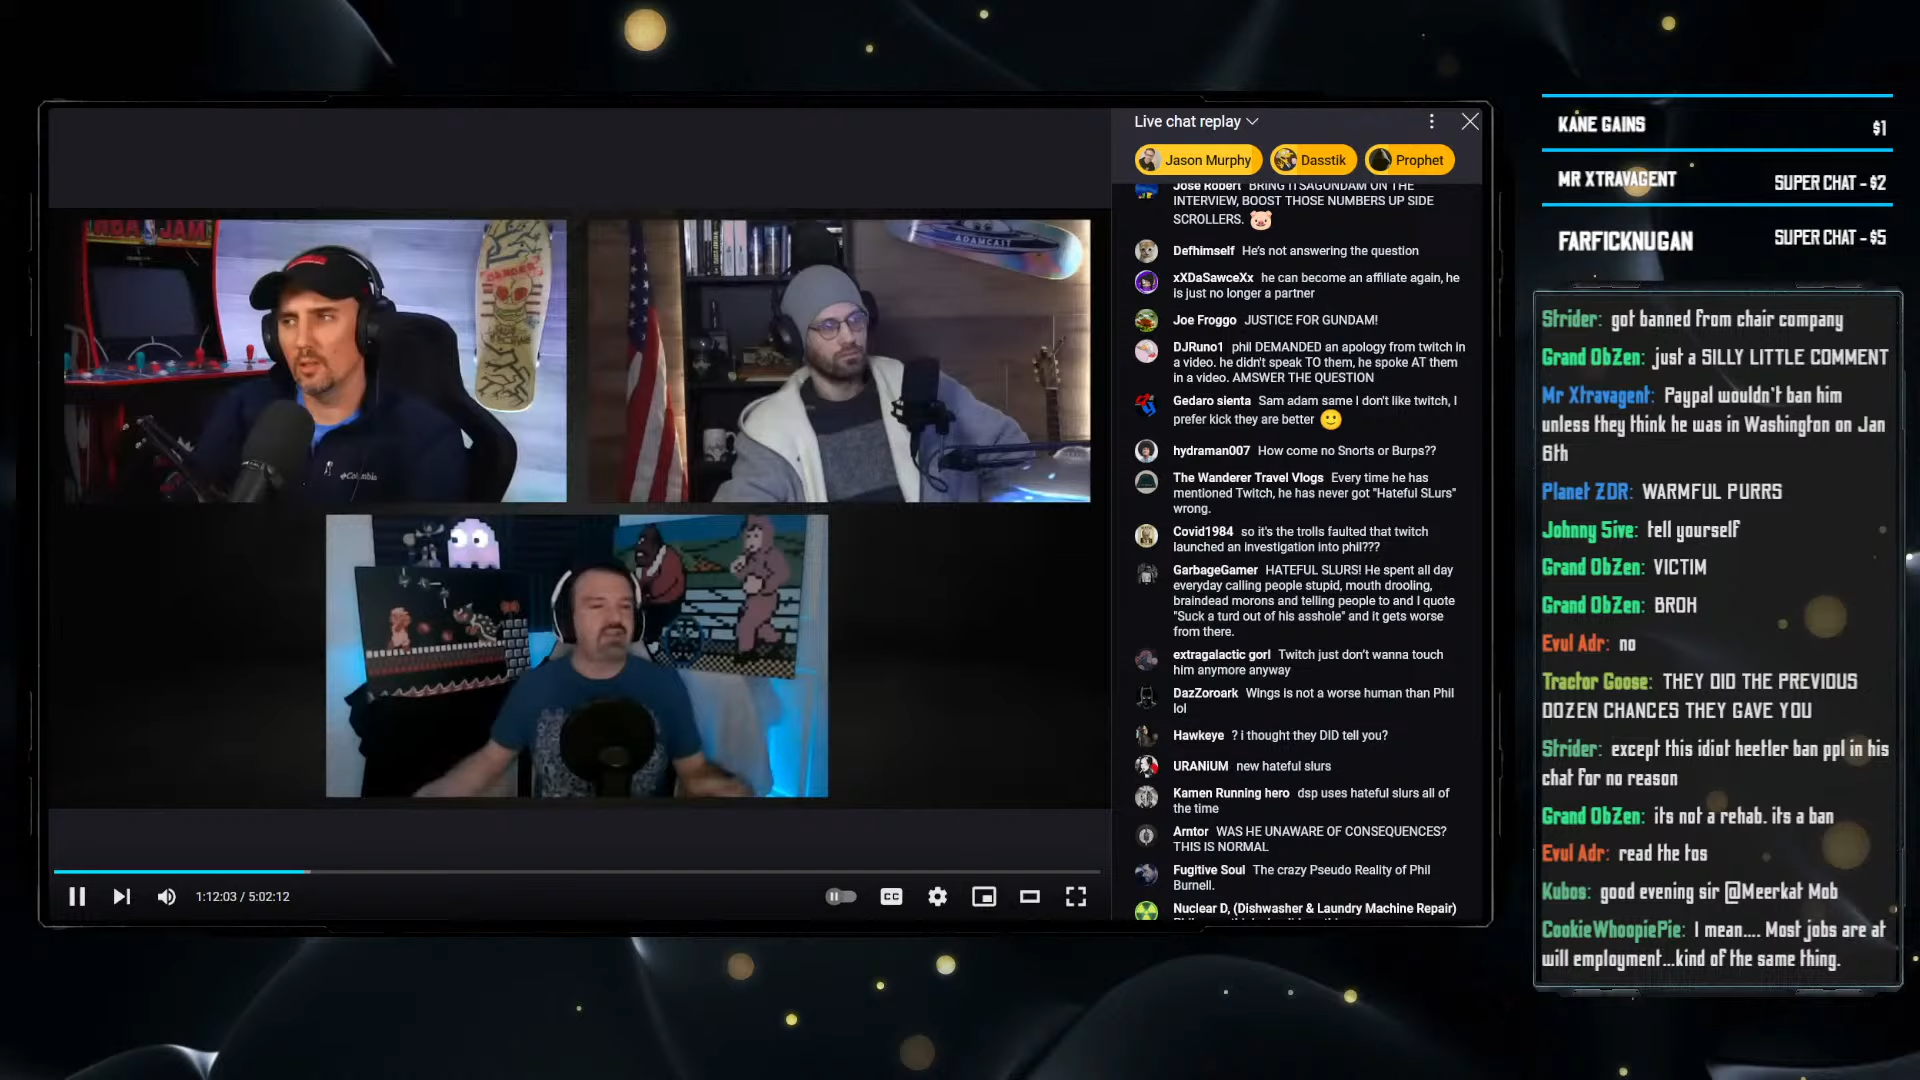 NBA JAM
DANGER
Columbia
ADAMCAST
1:12:03 / 5:02:12
CC
Live chat replay
Jason Murphy
Dasstik
Prophet
Jose Robert BRING ITSAGUNDAM ON THE
INTERVIEW, BOOST THOSE NUMBERS UP SIDE
SCROLLERS. 🐷
Defhimself He's not answering the question
xXDaSawceXx he can become an affiliate again, he
is just no longer a partner
Joe Froggo JUSTICE FOR GUNDAM!
DJRuno1 phil DEMANDED an apology from twitch in
a video. he didn't speak TO them, he spoke AT them
in a video. AMSWER THE QUESTION
Gedaro sienta Sam adam same I don't like twitch, I
prefer kick they are better 🙂
hydraman007 How come no Snorts or Burps??
The Wanderer Travel Vlogs Every time he has
mentioned Twitch, he has never got "Hateful SLurs"
wrong.
Covid1984 so it's the trolls faulted that twitch
launched an investigation into phil???
GarbageGamer HATEFUL SLURS! He spent all day
everyday calling people stupid, mouth drooling,
braindead morons and telling people to and I quote
"Suck a turd out of his asshole" and it gets worse
from there.
extragalactic gorl Twitch just don't wanna touch
him anymore anyway
DazZoroark Wings is not a worse human than Phil
lol
Hawkeye ? i thought they DID tell you?
URANiUM new hateful slurs
Kamen Running hero dsp uses hateful slurs all of
the time
Arntor WAS HE UNAWARE OF CONSEQUENCES?
THIS IS NORMAL
Fugitive Soul The crazy Pseudo Reality of Phil
Burnell.
Nuclear D, (Dishwasher & Laundry Machine Repair)
KANE GAINS $1
MR XTRAVAGENT SUPER CHAT - $2
FARFICKNUGAN SUPER CHAT - $5
Strider: got banned from chair company
Grand ObZen: just a SILLY LITTLE COMMENT
Mr Xtravagent: Paypal wouldn't ban him
unless they think he was in Washington on Jan
6th
Planet ZDR: WARMFUL PURRS
Johnny 5ive: tell yourself
Grand ObZen: VICTIM
Grand ObZen: BROH
Evul Adr: no
Tractor Goose: THEY DID THE PREVIOUS
DOZEN CHANCES THEY GAVE YOU
Strider: except this idiot heetler ban ppl in his
chat for no reason
Grand ObZen: its not a rehab. its a ban
Evul Adr: read the tos
Kubos: good evening sir @Meerkat Mob
CookieWhoopiePie: I mean.... Most jobs are at
will employment...kind of the same thing.